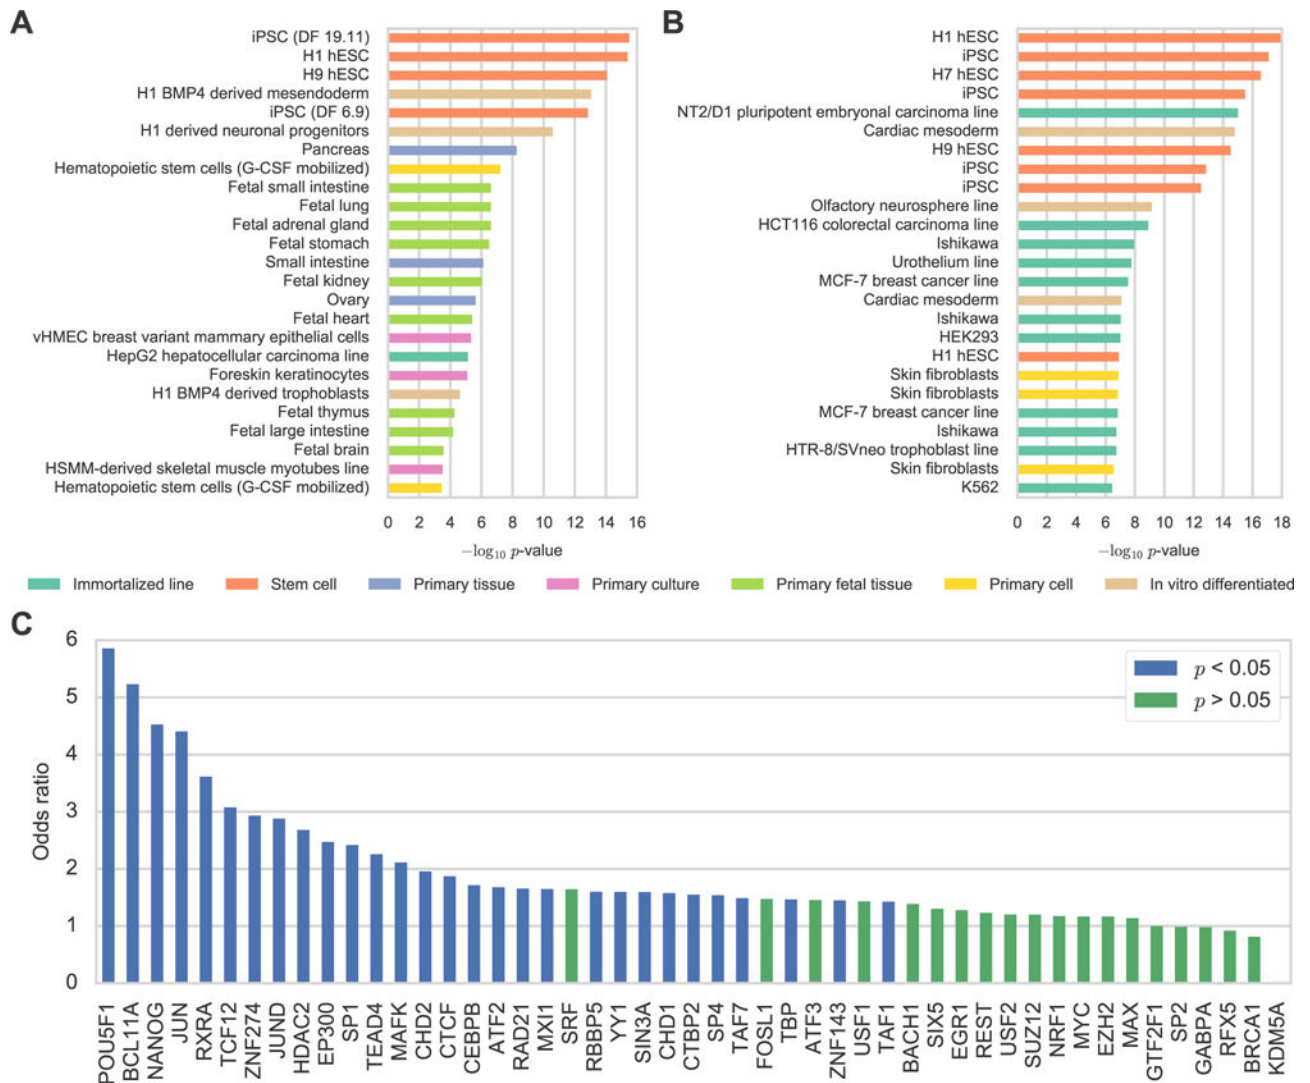 A
iPSC (DF 19.11)
H1 hESC
H9 hESC
H1 BMP4 derived mesendoderm
iPSC (DF 6.9)
H1 derived neuronal progenitors
Pancreas
Hematopoietic stem cells (G-CSF mobilized)
Fetal small intestine
Fetal lung
Fetal adrenal gland
Fetal stomach
Small intestine
Fetal kidney
Ovary
Fetal heart
vHMEC breast variant mammary epithelial cells
HepG2 hepatocellular carcinoma line
Foreskin keratinocytes
H1 BMP4 derived trophoblasts
Fetal thymus
Fetal large intestine
Fetal brain
HSMM-derived skeletal muscle myotubes line
Hematopoietic stem cells (G-CSF mobilized)
0 2 4 6 8 10 12 14 16
−log₁₀ p-value
B
H1 hESC
iPSC
H7 hESC
iPSC
NT2/D1 pluripotent embryonal carcinoma line
Cardiac mesoderm
H9 hESC
iPSC
iPSC
Olfactory neurosphere line
HCT116 colorectal carcinoma line
Ishikawa
Urothelium line
MCF-7 breast cancer line
Cardiac mesoderm
Ishikawa
HEK293
H1 hESC
Skin fibroblasts
Skin fibroblasts
MCF-7 breast cancer line
Ishikawa
HTR-8/SVneo trophoblast line
Skin fibroblasts
K562
0 2 4 6 8 10 12 14 16 18
−log₁₀ p-value
Immortalized line Stem cell Primary tissue Primary culture Primary fetal tissue Primary cell In vitro differentiated
C
Odds ratio
6
5
4
3
2
1
0
p < 0.05
p > 0.05
POU5F1
BCL11A
NANOG
JUN
RXRA
TCF12
ZNF274
JUND
HDAC2
EP300
SP1
TEAD4
MAFK
CHD2
CTCF
CEBPB
ATF2
RAD21
MXI1
SRF
RBBP5
YY1
SIN3A
CHD1
CTBP2
SP4
TAF7
FOSL1
TBP
ATF3
ZNF143
USF1
TAF1
BACH1
SIX5
EGR1
REST
USF2
SUZ12
NRF1
MYC
EZH2
MAX
GTF2F1
SP2
GABPA
RFX5
BRCA1
KDM5A